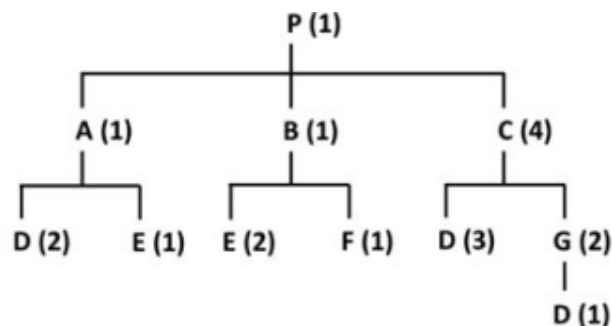 P (1)
A (1) B (1) C (4)
D (2) E (1) E (2) F (1) D (3) G (2)
D (1)